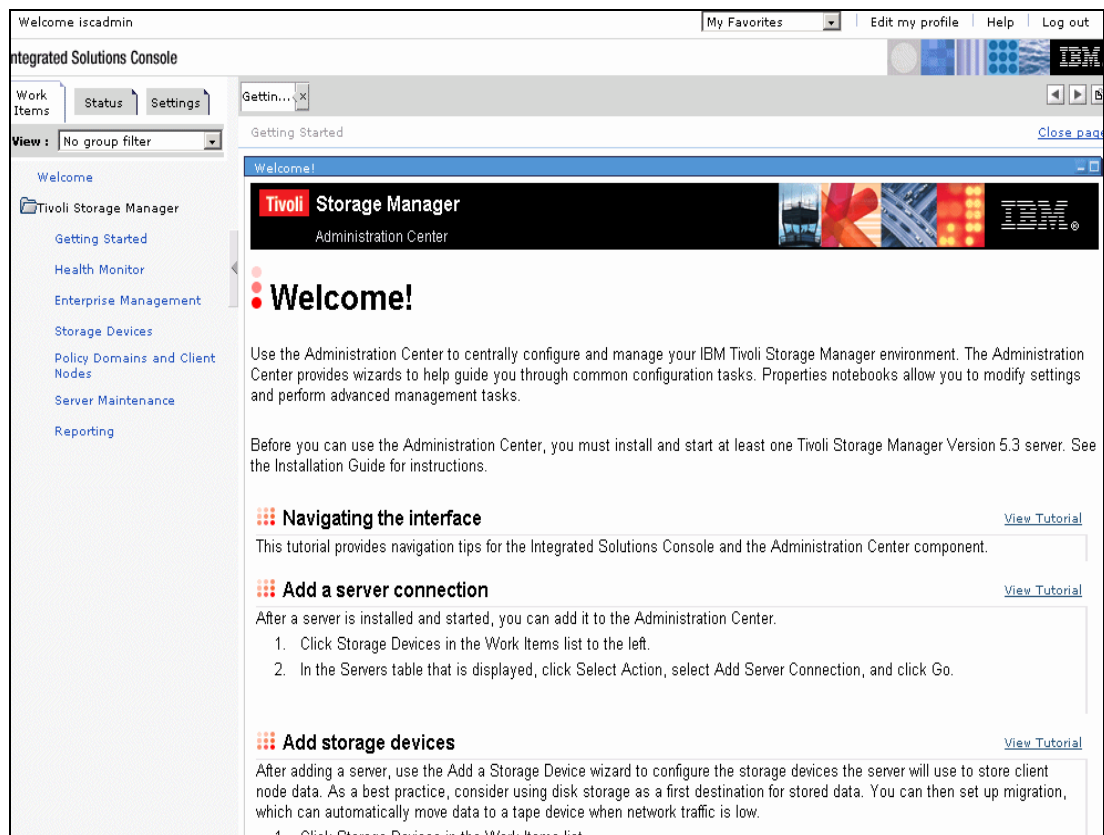 Welcome iscadmin
My Favorites
Edit my profile
Help
Log out
ntegrated Solutions Console
IBM.
Work Items
Status
Settings
Gettin...
View :
No group filter
Getting Started
Close page
Welcome
Tivoli Storage Manager
Getting Started
Health Monitor
Enterprise Management
Storage Devices
Policy Domains and Client
Nodes
Server Maintenance
Reporting
Welcome!
Tivoli Storage Manager
Administration Center
IBM®
Welcome!
Use the Administration Center to centrally configure and manage your IBM Tivoli Storage Manager environment. The Administration
Center provides wizards to help guide you through common configuration tasks. Properties notebooks allow you to modify settings
and perform advanced management tasks.
Before you can use the Administration Center, you must install and start at least one Tivoli Storage Manager Version 5.3 server. See
the Installation Guide for instructions.
Navigating the interface
View Tutorial
This tutorial provides navigation tips for the Integrated Solutions Console and the Administration Center component.
Add a server connection
View Tutorial
After a server is installed and started, you can add it to the Administration Center.
1. Click Storage Devices in the Work Items list to the left.
2. In the Servers table that is displayed, click Select Action, select Add Server Connection, and click Go.
Add storage devices
View Tutorial
After adding a server, use the Add a Storage Device wizard to configure the storage devices the server will use to store client
node data. As a best practice, consider using disk storage as a first destination for stored data. You can then set up migration,
which can automatically move data to a tape device when network traffic is low.
1. Click Storage Devices in the Work Items list